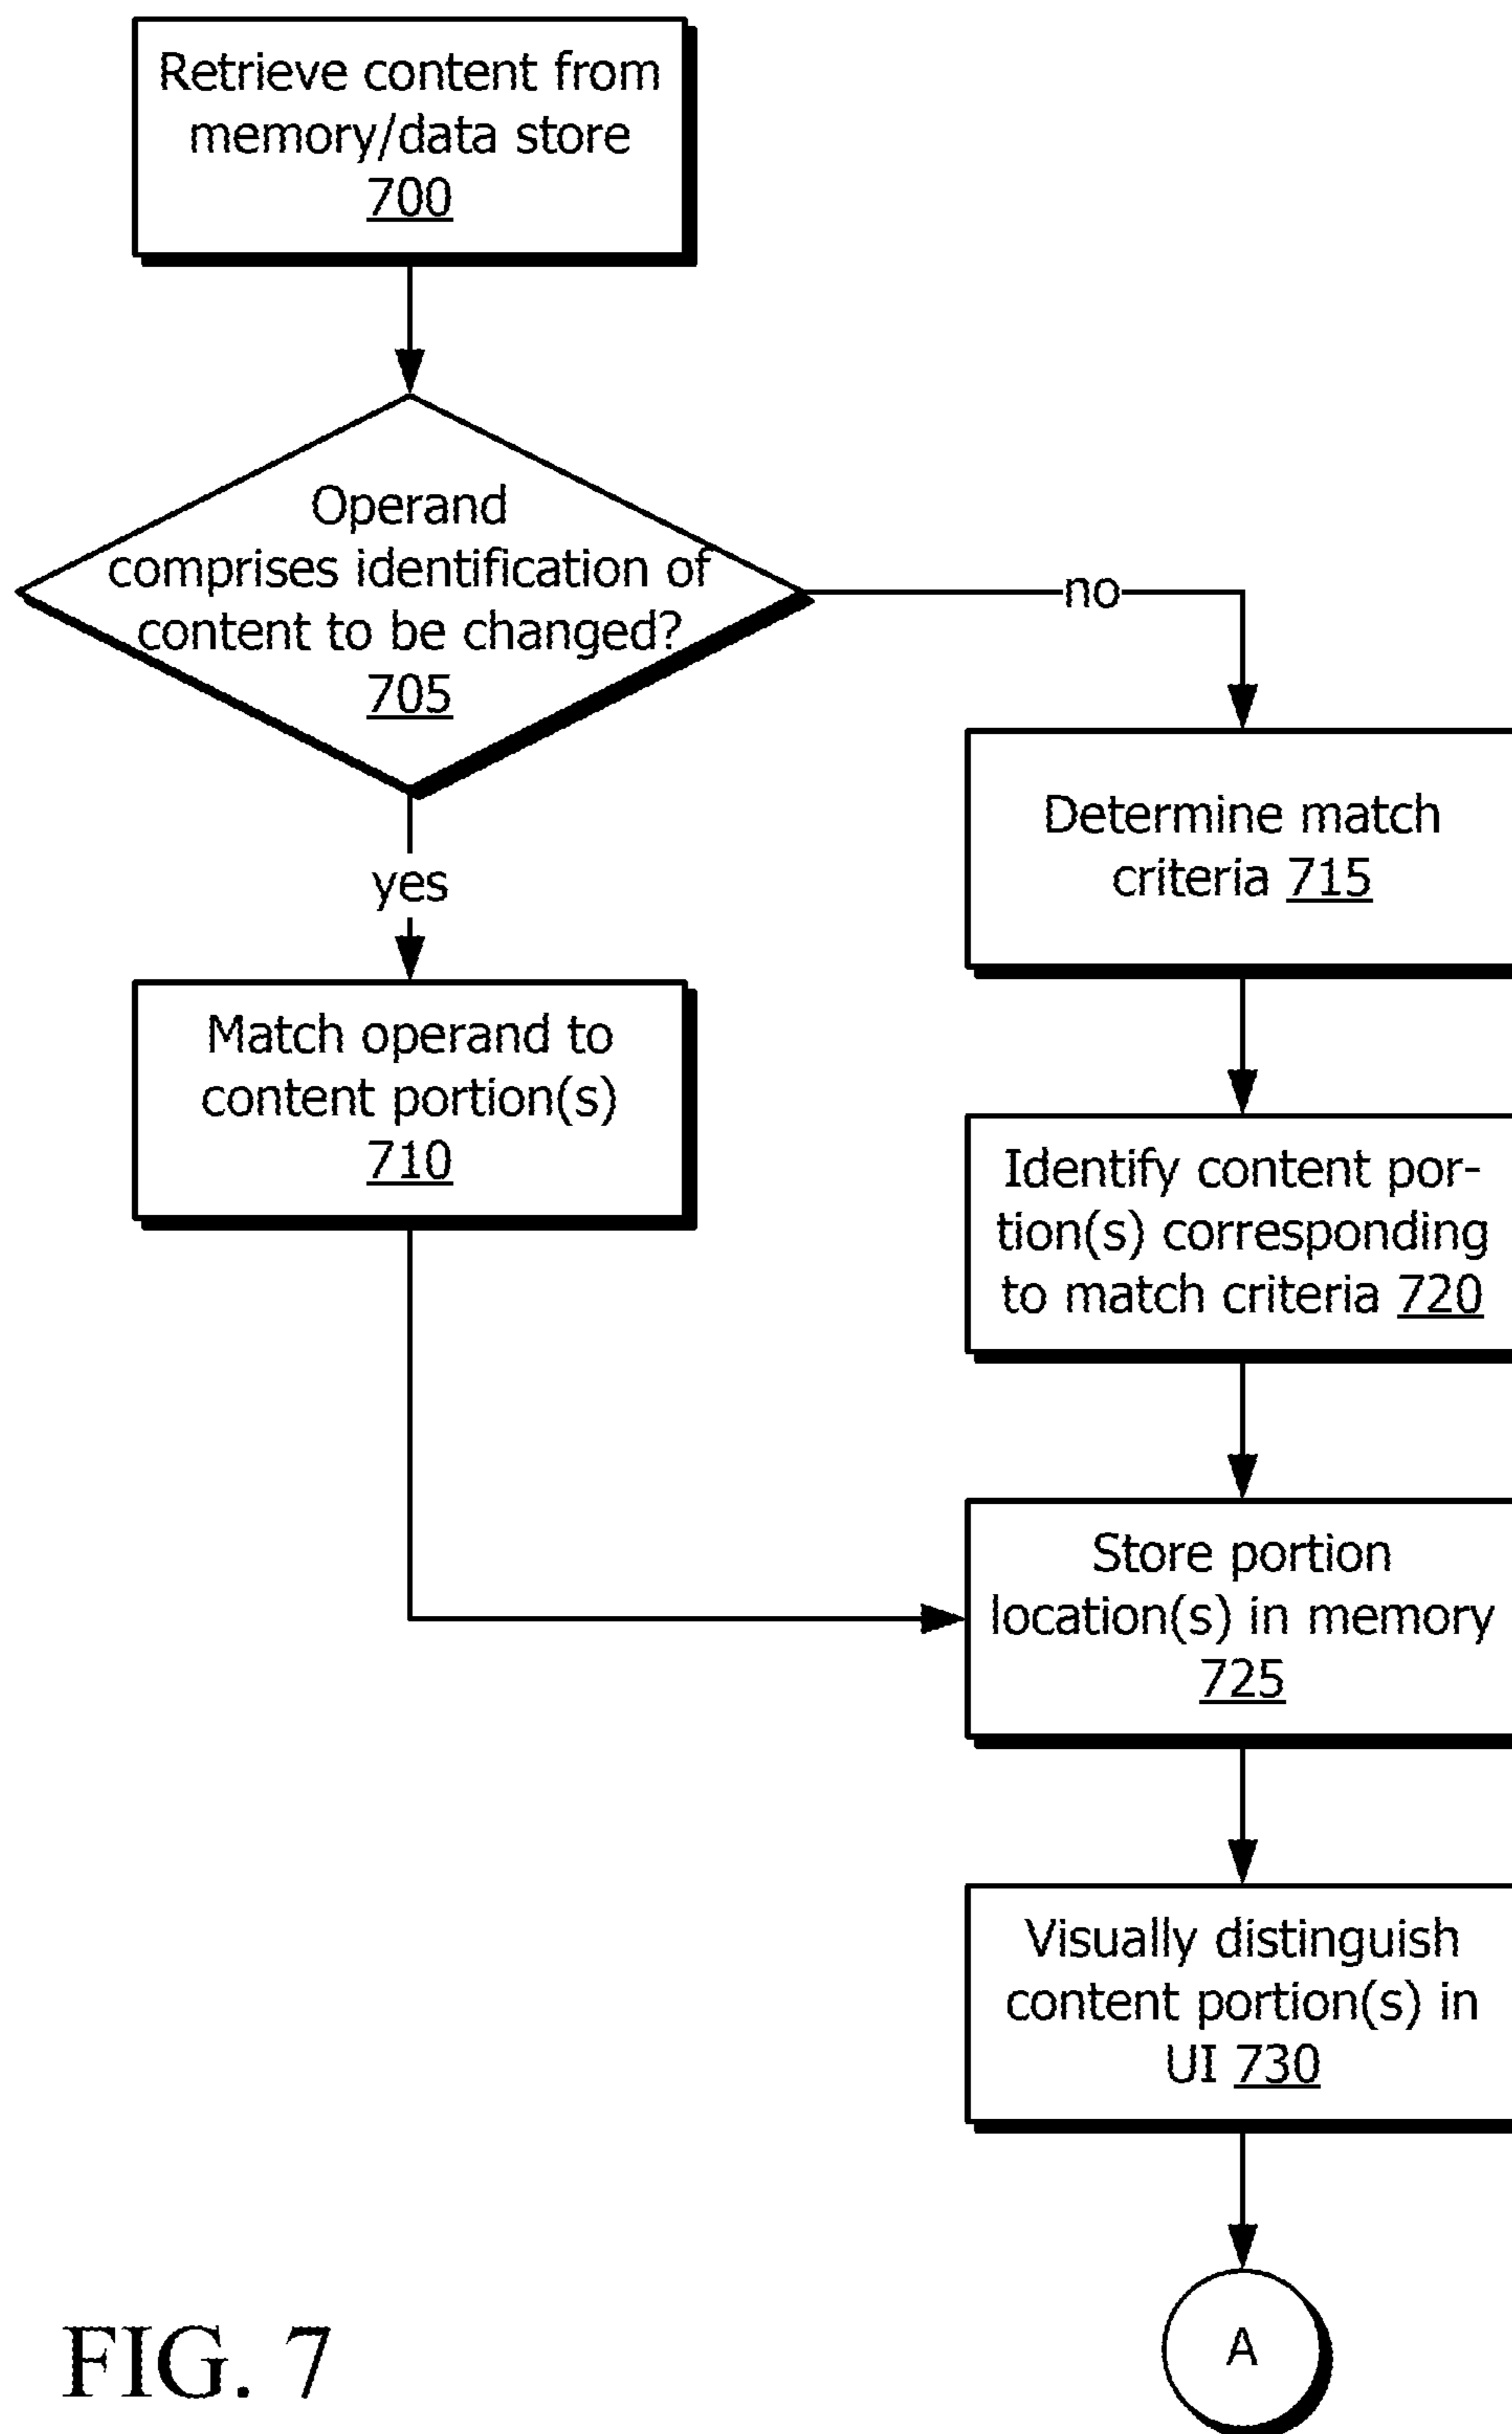 Retrieve content from
memory/data store
700
Operand
comprises identification of
content to be changed?
705
no
yes
Match operand to
content portion(s)
710
Determine match
criteria 715
Identify content por-
tion(s) corresponding
to match criteria 720
Store portion
location(s) in memory
725
Visually distinguish
content portion(s) in
UI 730
A
FIG. 7